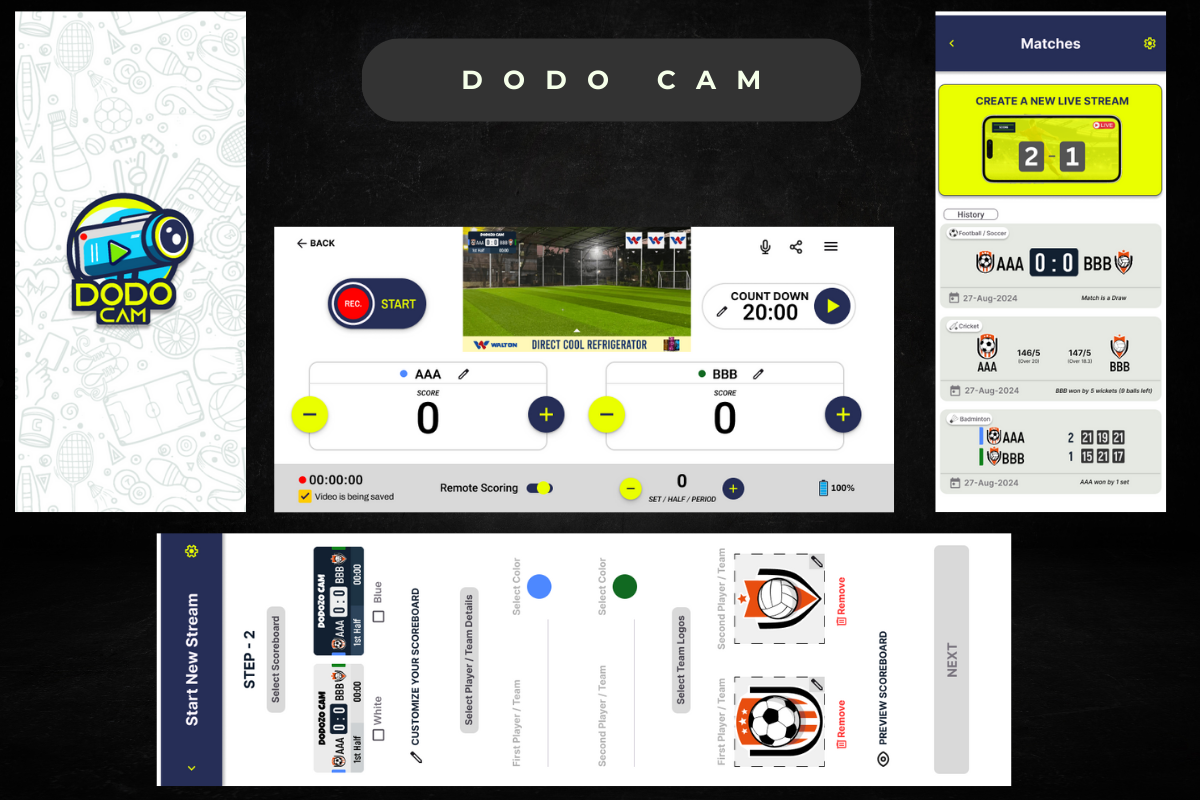 DODO CAM
DODO
CAM
BACK
REC.
START
AAA 0:0 BBB
1st Half 00:00
WALTON
DIRECT COOL REFRIGERATOR
COUNT DOWN
20:00
AAA
SCORE
0
BBB
SCORE
0
00:00:00
Video is being saved
Remote Scoring
0
SET / HALF / PERIOD
100%
Matches
CREATE A NEW LIVE STREAM
LIVE
2 - 1
History
Football / Soccer
AAA 0:0 BBB
27-Aug-2024
Match is a Draw
Cricket
AAA
146/5
(Over 20)
147/5
(Over 18.3)
BBB
27-Aug-2024
BBB won by 5 wickets (9 balls left)
Badminton
AAA 2 21 19 21
BBB 1 15 21 17
27-Aug-2024
AAA won by 1 set
Start New Stream
STEP - 2
Select Scoreboard
DODOZO CAM
AAA 0:0 BBB
1st Half 00:00
White
DODOZO CAM
AAA 0:0 BBB
1st Half 00:00
Blue
CUSTOMIZE YOUR SCOREBOARD
Select Player / Team Details
First Player / Team
Select Color
Second Player / Team
Select Color
Select Team Logos
First Player / Team
Second Player / Team
Remove
Remove
PREVIEW SCOREBOARD
NEXT